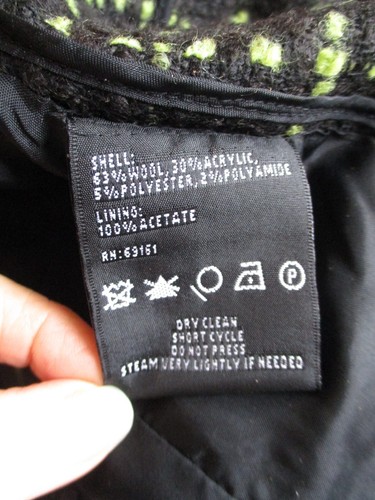 SHELL:
63%WOOL, 30%ACRYLIC,
5%POLYESTER, 2%POLYAMIDE
LINING:
100%ACETATE
RN:69161
P
DRY CLEAN
SHORT CYCLE
DO NOT PRESS
STEAM VERY LIGHTLY IF NEEDED